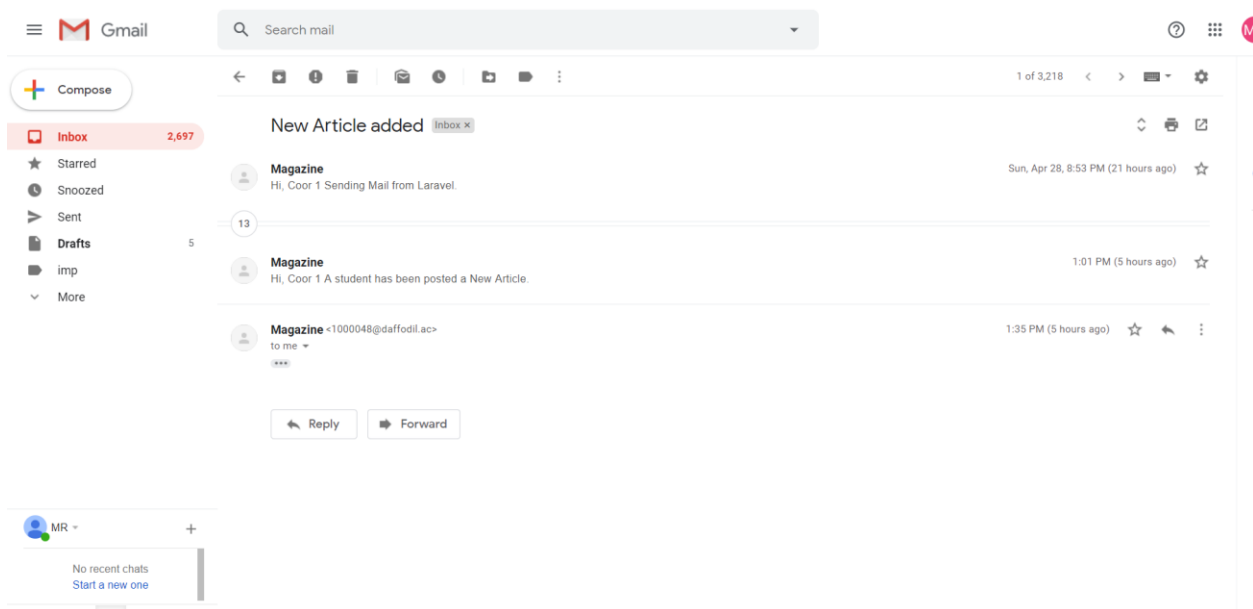 Gmail
Search mail
Compose
1 of 3,218
Inbox 2,697
Starred
Snoozed
Sent
Drafts 5
imp
More
New Article added Inbox ×
Magazine Sun, Apr 28, 8:53 PM (21 hours ago)
Hi, Coor 1 Sending Mail from Laravel.
13
Magazine 1:01 PM (5 hours ago)
Hi, Coor 1 A student has been posted a New Article.
Magazine <1000048@daffodil.ac> 1:35 PM (5 hours ago)
to me
Reply Forward
MR
No recent chats
Start a new one